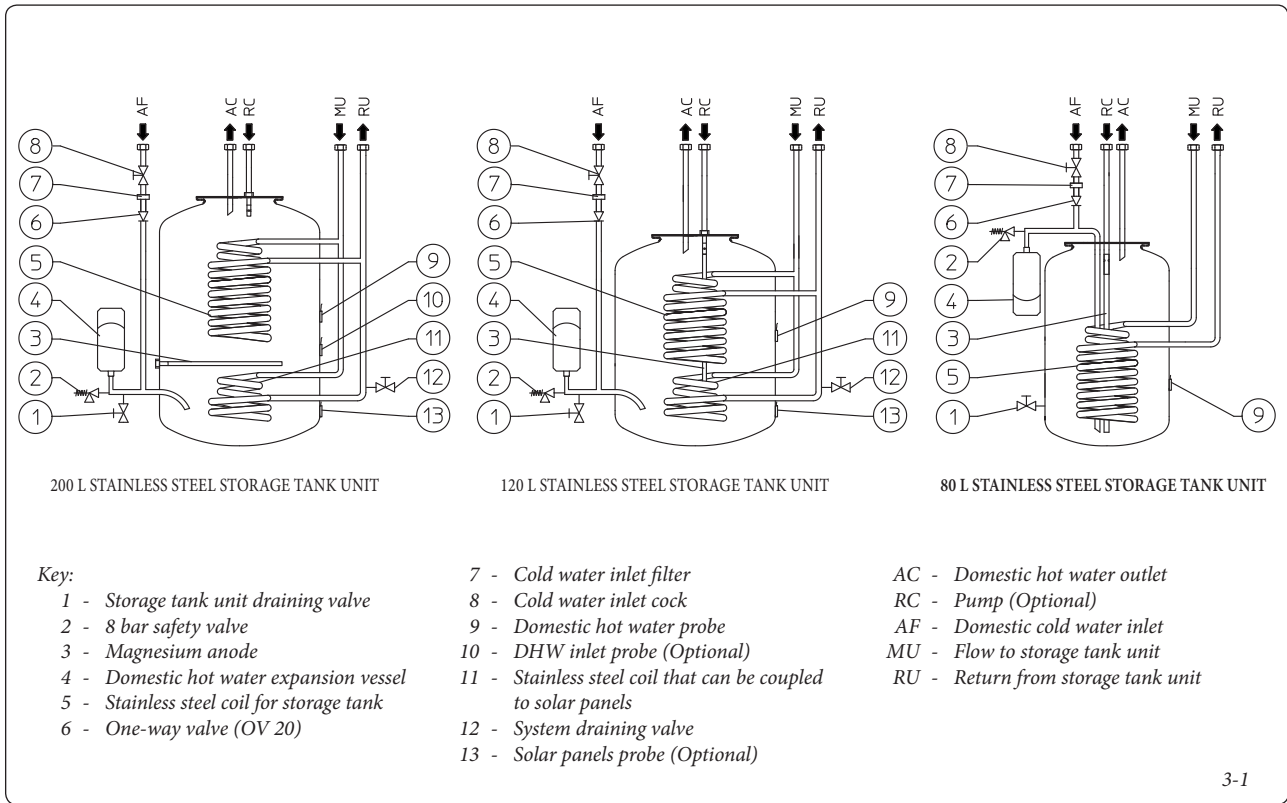 AF
AC
RC
MU
RU
8
7
6
5
4
3
2
1
9
10
11
12
13
200 L STAINLESS STEEL STORAGE TANK UNIT
AF
AC
RC
MU
RU
8
7
6
5
4
3
2
1
9
11
12
13
120 L STAINLESS STEEL STORAGE TANK UNIT
AF
RC
AC
MU
RU
8
7
6
2
4
3
5
1
9
80 L STAINLESS STEEL STORAGE TANK UNIT
Key:
1 - Storage tank unit draining valve
2 - 8 bar safety valve
3 - Magnesium anode
4 - Domestic hot water expansion vessel
5 - Stainless steel coil for storage tank
6 - One-way valve (OV 20)
7 - Cold water inlet filter
8 - Cold water inlet cock
9 - Domestic hot water probe
10 - DHW inlet probe (Optional)
11 - Stainless steel coil that can be coupled
to solar panels
12 - System draining valve
13 - Solar panels probe (Optional)
AC - Domestic hot water outlet
RC - Pump (Optional)
AF - Domestic cold water inlet
MU - Flow to storage tank unit
RU - Return from storage tank unit
3-1